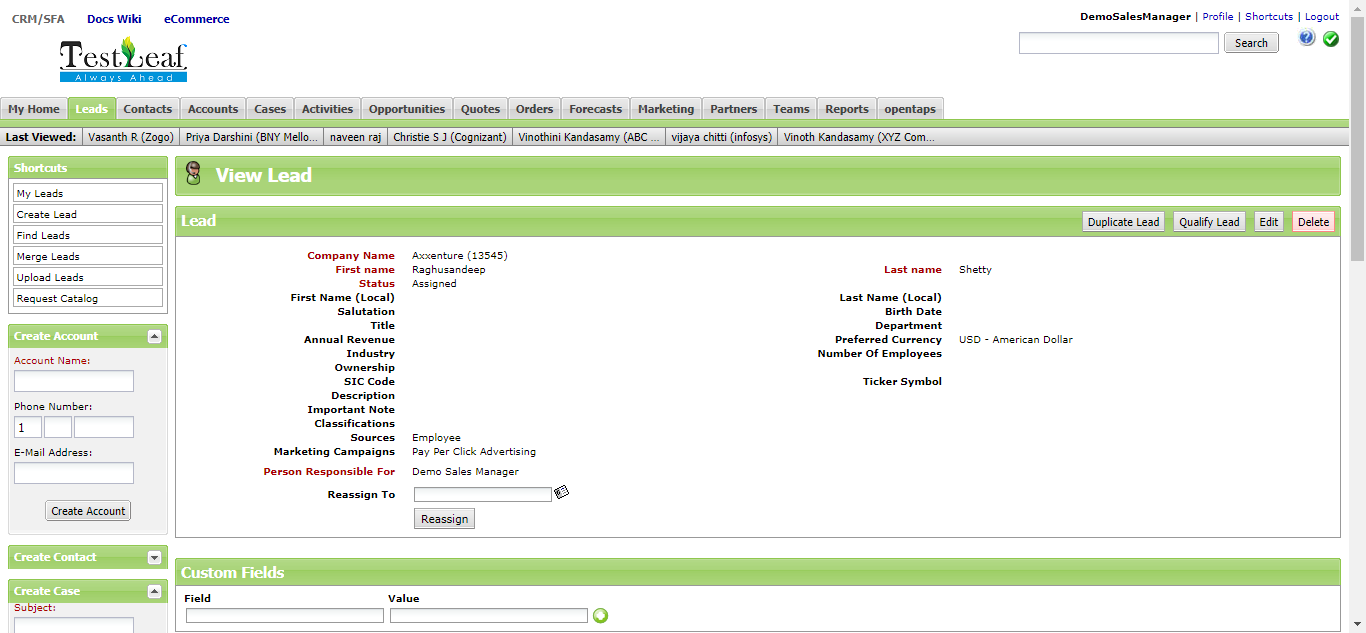 CRM/SFA Docs Wiki eCommerce
DemoSalesManager | Profile | Shortcuts | Logout
TestLeaf
Always Ahead
Search
?
My Home Leads Contacts Accounts Cases Activities Opportunities Quotes Orders Forecasts Marketing Partners Teams Reports opentaps
Last Viewed: Vasanth R (Zogo) Priya Darshini (BNY Mello... naveen raj Christie S J (Cognizant) Vinothini Kandasamy (ABC ... vijaya chitti (infosys) Vinoth Kandasamy (XYZ Com...
Shortcuts
My Leads
Create Lead
Find Leads
Merge Leads
Upload Leads
Request Catalog
Create Account
Account Name:
Phone Number:
1
E-Mail Address:
Create Account
Create Contact
Create Case
Subject:
View Lead
Lead
Duplicate Lead Qualify Lead Edit Delete
Company Name Axxenture (13545)
First name Raghusandeep Last name Shetty
Status Assigned
First Name (Local) Last Name (Local)
Salutation Birth Date
Title Department
Annual Revenue Preferred Currency USD - American Dollar
Industry Number Of Employees
Ownership
SIC Code Ticker Symbol
Description
Important Note
Classifications
Sources Employee
Marketing Campaigns Pay Per Click Advertising
Person Responsible For Demo Sales Manager
Reassign To
Reassign
Custom Fields
Field Value